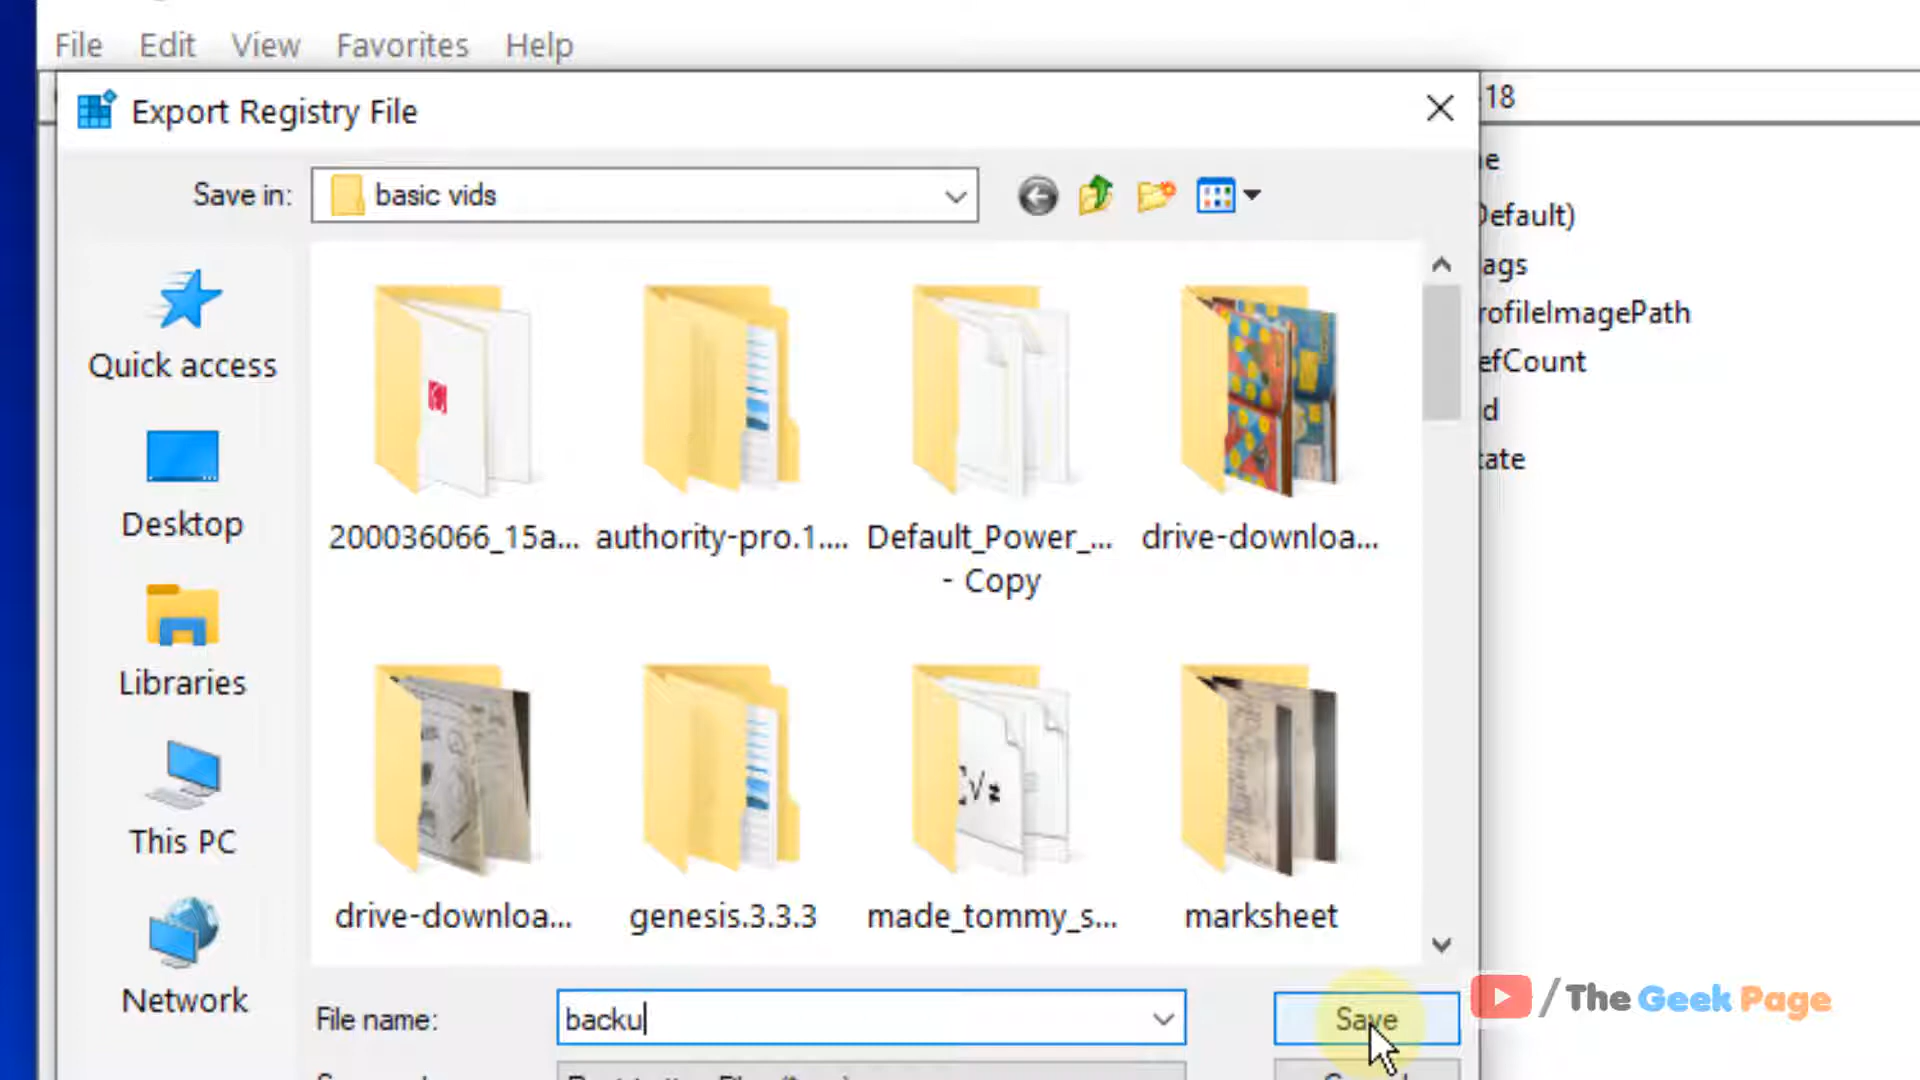 File Edit View Favorites Help
Export Registry File
18
Save in: basic vids
Default)
ags
rofileImagePath
efCount
Quick access
Desktop
Libraries
This PC
Network
200036066_15a... authority-pro.1.... Default_Power_... drive-downloa...
- Copy
drive-downloa... genesis.3.3.3 made_tommy_s... marksheet
File name: backu Save
/The Geek Page